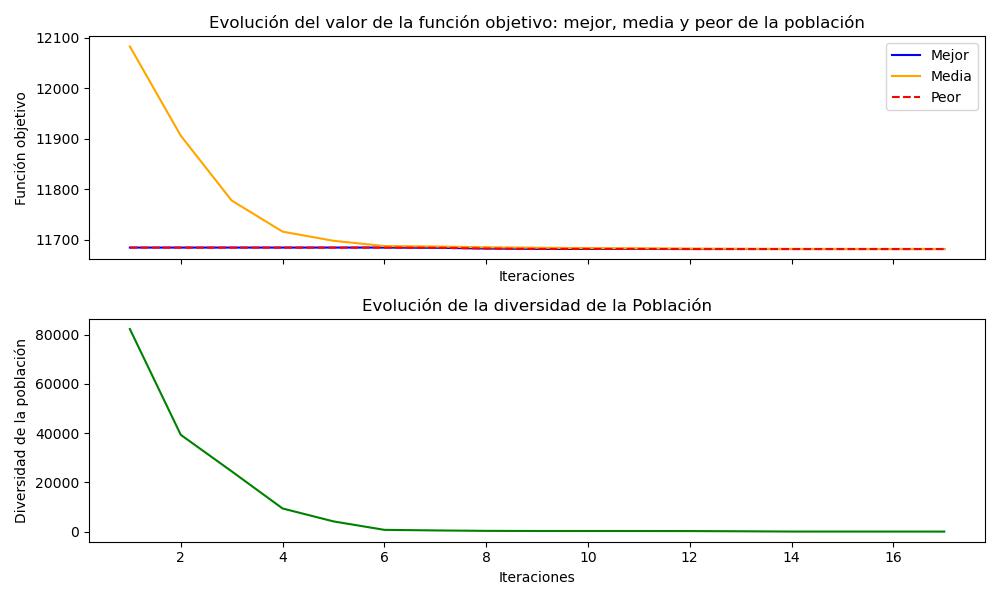 Evolución del valor de la función objetivo: mejor, media y peor de la población
12100
12000
11900
11800
11700
Función objetivo
Mejor
Media
Peor
Iteraciones
Evolución de la diversidad de la Población
80000
60000
40000
20000
0
Diversidad de la población
2 4 6 8 10 12 14 16
Iteraciones